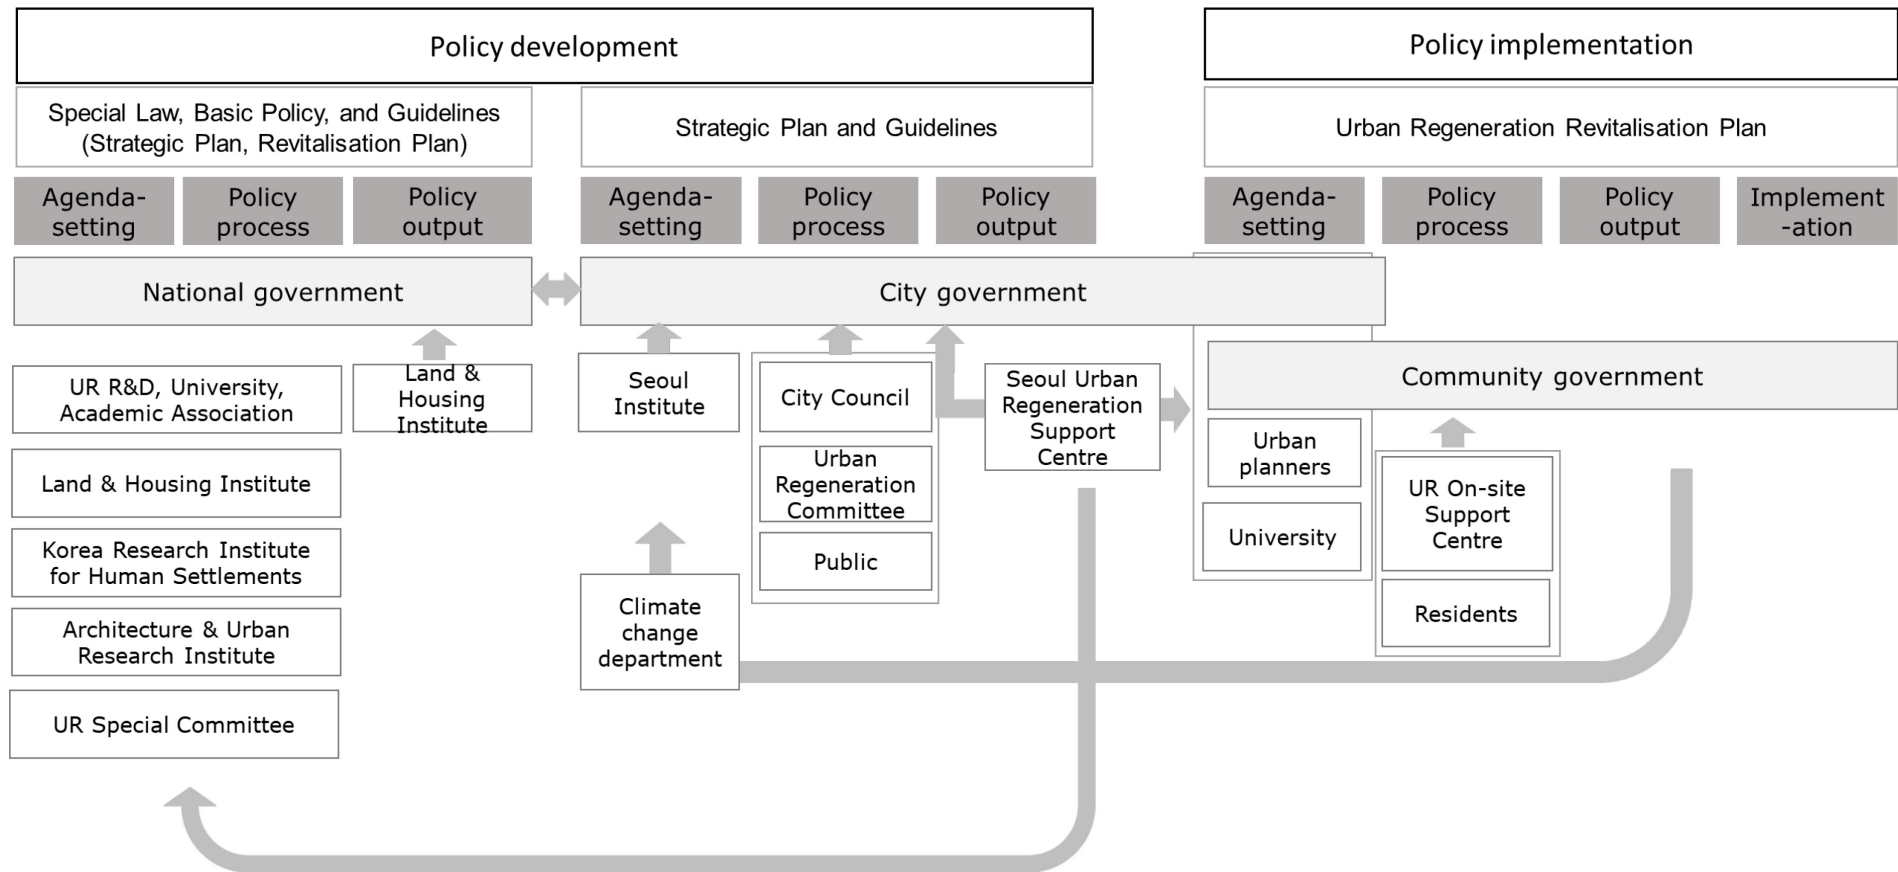 Policy development
Policy implementation
Special Law, Basic Policy, and Guidelines
(Strategic Plan, Revitalisation Plan)
Strategic Plan and Guidelines
Urban Regeneration Revitalisation Plan
Agenda-
setting
Policy
process
Policy
output
Agenda-
setting
Policy
process
Policy
output
Agenda-
setting
Policy
process
Policy
output
Implement
-ation
National government
City government
Community government
UR R&D, University,
Academic Association
Land &
Housing
Institute
Land & Housing Institute
Korea Research Institute
for Human Settlements
Architecture & Urban
Research Institute
UR Special Committee
Seoul
Institute
Climate
change
department
City Council
Urban
Regeneration
Committee
Public
Seoul Urban
Regeneration
Support
Centre
Urban
planners
University
UR On-site
Support
Centre
Residents